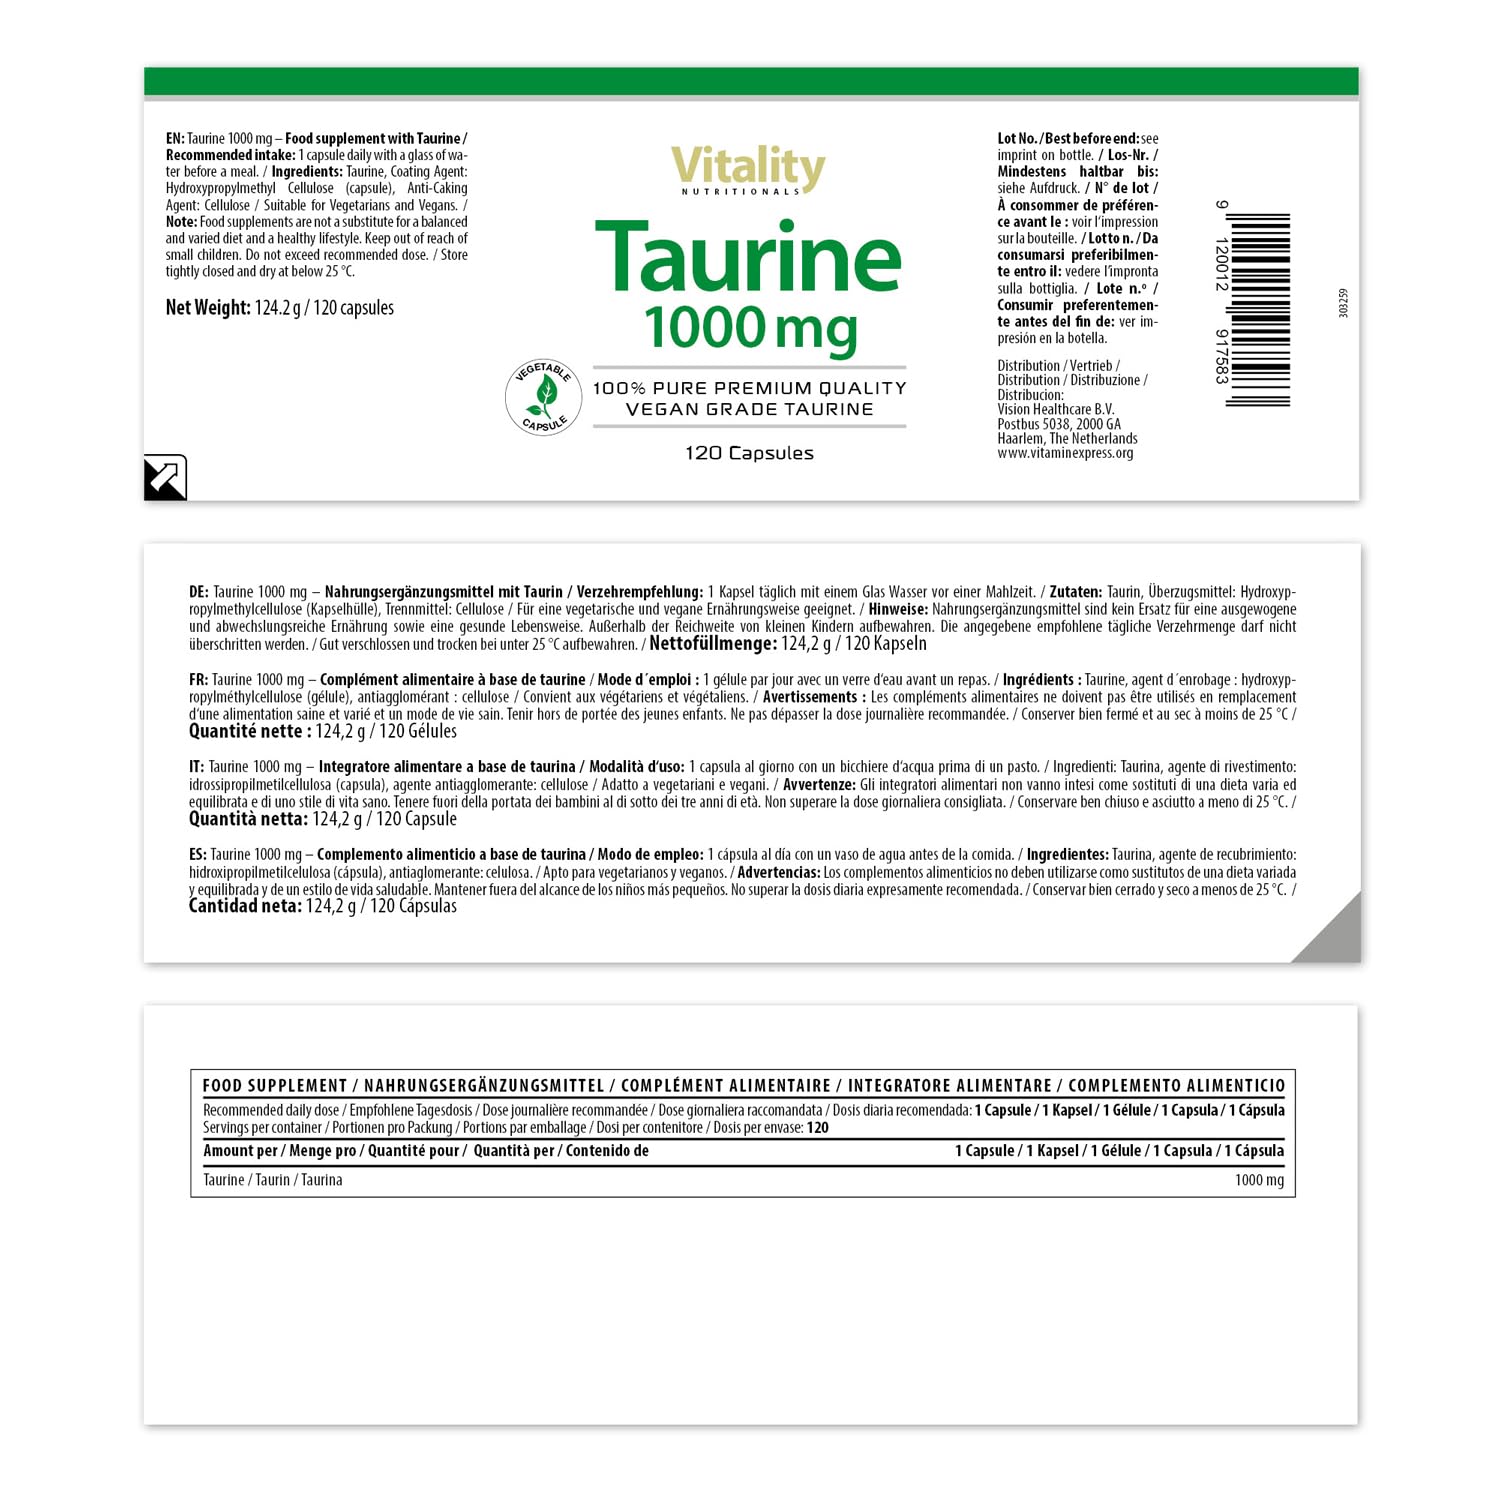 EN: Taurine 1000 mg – Food supplement with Taurine /
Recommended intake: 1 capsule daily with a glass of wa-
ter before a meal. / Ingredients: Taurine, Coating Agent:
Hydroxypropylmethyl Cellulose (capsule), Anti-Caking
Agent: Cellulose / Suitable for Vegetarians and Vegans. /
Note: Food supplements are not a substitute for a balanced
and varied diet and a healthy lifestyle. Keep out of reach of
small children. Do not exceed recommended dose. / Store
tightly closed and dry at below 25 °C.
Net Weight: 124.2 g / 120 capsules
Vitality
NUTRITIONALS
Taurine
1000 mg
VEGETABLE
CAPSULE
100% PURE PREMIUM QUALITY
VEGAN GRADE TAURINE
120 Capsules
Lot No. / Best before end: see
imprint on bottle. / Los-Nr. /
Mindestens haltbar bis:
siehe Aufdruck. / N° de lot /
À consommer de préféren-
ce avant le : voir l'impression
sur la bouteille. / Lotto n. / Da
consumarsi preferibilmen-
te entro il: vedere l'impronta
sulla bottiglia. / Lote n.º /
Consumir preferentemen-
te antes del fin de: ver im-
presión en la botella.
Distribution / Vertrieb /
Distribution / Distribuzione /
Distribucion:
Vision Healthcare B.V.
Postbus 5038, 2000 GA
Haarlem, The Netherlands
www.vitaminexpress.org
9 120012 917583
303259
DE: Taurine 1000 mg – Nahrungsergänzungsmittel mit Taurin / Verzehrempfehlung: 1 Kapsel täglich mit einem Glas Wasser vor einer Mahlzeit. / Zutaten: Taurin, Überzugsmittel: Hydroxyp-
ropylmethylcellulose (Kapselhülle), Trennmittel: Cellulose / Für eine vegetarische und vegane Ernährungsweise geeignet. / Hinweise: Nahrungsergänzungsmittel sind kein Ersatz für eine ausgewogene
und abwechslungsreiche Ernährung sowie eine gesunde Lebensweise. Außerhalb der Reichweite von kleinen Kindern aufbewahren. Die angegebene empfohlene tägliche Verzehrmenge darf nicht
überschritten werden. / Gut verschlossen und trocken bei unter 25 °C aufbewahren. / Nettofüllmenge: 124,2 g / 120 Kapseln
FR: Taurine 1000 mg – Complément alimentaire à base de taurine / Mode d´emploi : 1 gélule par jour avec un verre d'eau avant un repas. / Ingrédients : Taurine, agent d´enrobage : hydroxyp-
ropylméthylcellulose (gélule), antiagglomérant : cellulose / Convient aux végétariens et végétaliens. / Avertissements : Les compléments alimentaires ne doivent pas être utilisés en remplacement
d'une alimentation saine et varié et un mode de vie sain. Tenir hors de portée des jeunes enfants. Ne pas dépasser la dose journalière recommandée. / Conserver bien fermé et au sec à moins de 25 °C /
Quantité nette : 124,2 g / 120 Gélules
IT: Taurine 1000 mg – Integratore alimentare a base de taurina / Modalità d'uso: 1 capsula al giorno con un bicchiere d'acqua prima di un pasto. / Ingredienti: Taurina, agente di rivestimento:
idrossipropilmetilcellulosa (capsula), agente antiagglomerante: cellulose / Adatto a vegetariani e vegani. / Avvertenze: Gli integratori alimentari non vanno intesi come sostituti di una dieta varia ed
equilibrata e di uno stile di vita sano. Tenere fuori della portata dei bambini al di sotto dei tre anni di età. Non superare la dose giornaliera consigliata. / Conservare ben chiuso e asciutto a meno di 25 °C. /
Quantità netta: 124,2 g / 120 Capsule
ES: Taurine 1000 mg – Complemento alimenticio a base de taurina / Modo de empleo: 1 cápsula al día con un vaso de agua antes de la comida. / Ingredientes: Taurina, agente de recubrimiento:
hidroxipropilmetilcelulosa (cápsula), antiaglomerante: celulosa. / Apto para vegetarianos y veganos. / Advertencias: Los complementos alimenticios no deben utilizarse como sustitutos de una dieta variada
y equilibrada y de un estilo de vida saludable. Mantener fuera del alcance de los niños más pequeños. No superar la dosis diaria expresamente recomendada. / Conservar bien cerrado y seco a menos de 25 °C. /
Cantidad neta: 124,2 g / 120 Cápsulas
FOOD SUPPLEMENT / NAHRUNGSERGÄNZUNGSMITTEL / COMPLÉMENT ALIMENTAIRE / INTEGRATORE ALIMENTARE / COMPLEMENTO ALIMENTICIO
Recommended daily dose / Empfohlene Tagesdosis / Dose journalière recommandée / Dose giornaliera raccomandata / Dosis diaria recomendada: 1 Capsule / 1 Kapsel / 1 Gélule / 1 Capsula / 1 Cápsula
Servings per container / Portionen pro Packung / Portions par emballage / Dosi per contenitore / Dosis per envase: 120
Amount per / Menge pro / Quantité pour / Quantità per / Contenido de 1 Capsule / 1 Kapsel / 1 Gélule / 1 Capsula / 1 Cápsula
Taurine / Taurin / Taurina 1000 mg